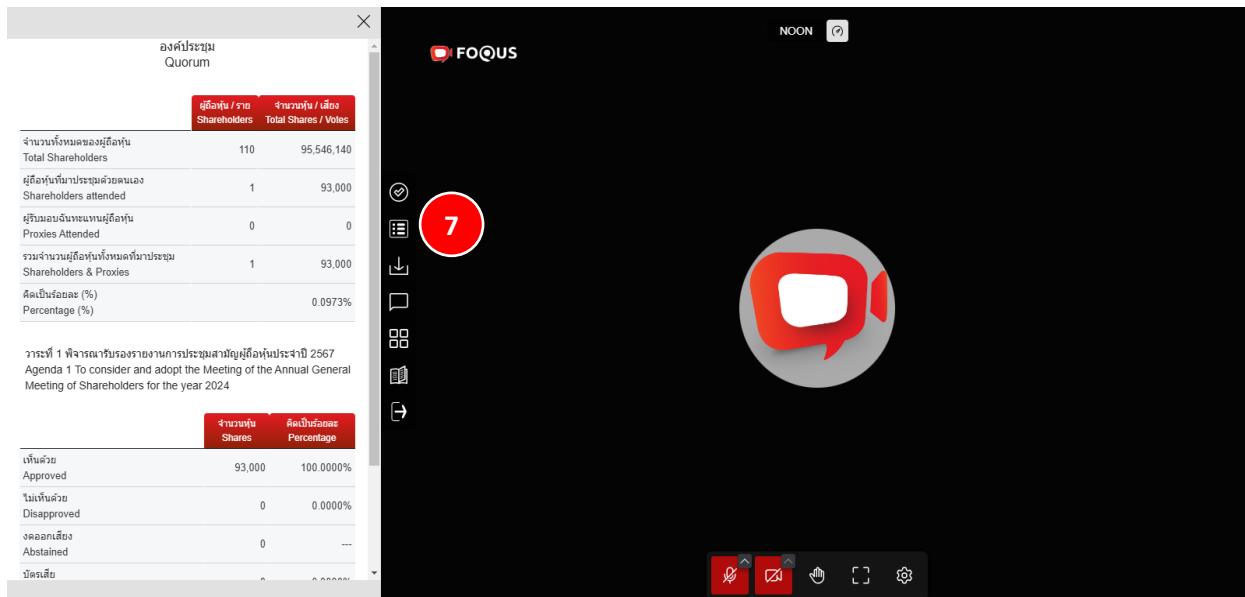 NOON
FOQUS
องค์ประชุม
Quorum
ผู้ถือหุ้น / ราย จำนวนหุ้น / เสียง
Shareholders Total Shares / Votes
จำนวนทั้งหมดของผู้ถือหุ้น
Total Shareholders 110 95,546,140
ผู้ถือหุ้นที่มาประชุมด้วยตนเอง
Shareholders attended 1 93,000
ผู้รับมอบฉันทะแทนผู้ถือหุ้น
Proxies Attended 0 0
รวมจำนวนผู้ถือหุ้นทั้งหมดที่มาประชุม
Shareholders & Proxies 1 93,000
คิดเป็นร้อยละ (%)
Percentage (%) 0.0973%
7
วาระที่ 1 พิจารณารับรองรายงานการประชุมสามัญผู้ถือหุ้นประจำปี 2567
Agenda 1 To consider and adopt the Meeting of the Annual General
Meeting of Shareholders for the year 2024
จำนวนหุ้น คิดเป็นร้อยละ
Shares Percentage
เห็นด้วย
Approved 93,000 100.0000%
ไม่เห็นด้วย
Disapproved 0 0.0000%
งดออกเสียง
Abstained 0 ---
บัตรเสีย